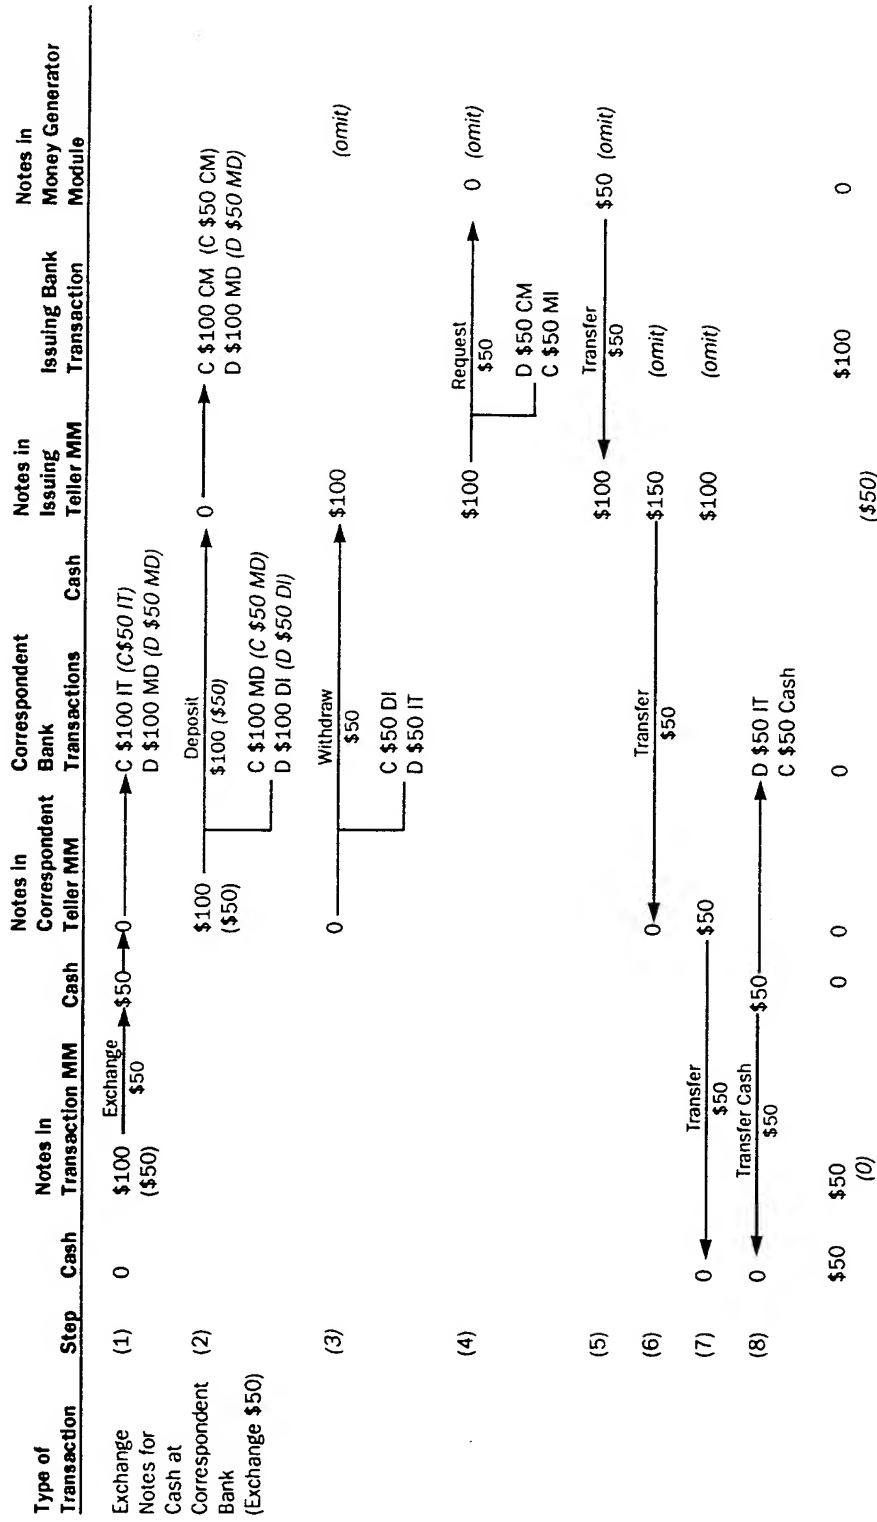 Type of
Transaction
Step
Cash
Notes in
Transaction MM
Cash
Notes in
Correspondent
Teller MM
Correspondent
Bank
Transactions
Cash
Notes in
Issuing
Teller MM
Issuing Bank
Transaction
Notes in
Money Generator
Module
Exchange
Notes for
Cash at
Correspondent
Bank
(Exchange $50)
(1)
0
$100
($50)
Exchange
$50
$50
0
C $100 IT (C$50 IT)
D $100 MD (D $50 MD)
(2)
$100
($50)
Deposit
$100 ($50)
C $100 MD (C $50 MD)
D $100 DI (D $50 DI)
0
C $100 CM (C $50 CM)
D $100 MD (D $50 MD)
(3)
0
Withdraw
$50
C $50 DI
D $50 IT
$100
(omit)
(4)
$100
Request
$50
D $50 CM
C $50 MI
0 (omit)
(5)
$100
Transfer
$50
$50 (omit)
(6)
0
Transfer
$50
$150
(omit)
(7)
0
Transfer
$50
$50
$100
(omit)
(8)
0
Transfer Cash
$50
$50
D $50 IT
C $50 Cash
$50
$50
(0)
0
0
0
($50)
$100
0